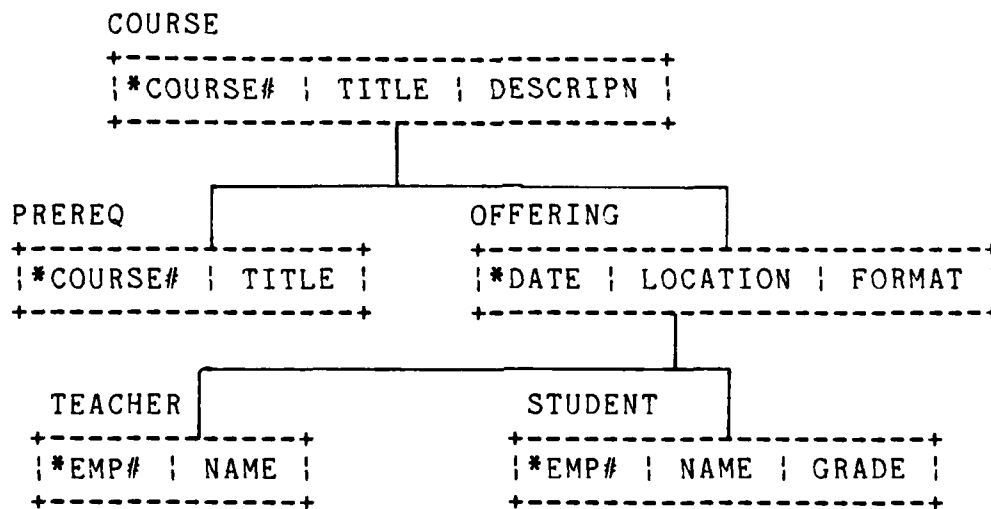 COURSE
*COURSE# | TITLE | DESCRIPN
PREREQ OFFERING
*COURSE# | TITLE | *DATE | LOCATION | FORMAT
TEACHER STUDENT
*EMP# | NAME | *EMP# | NAME | GRADE